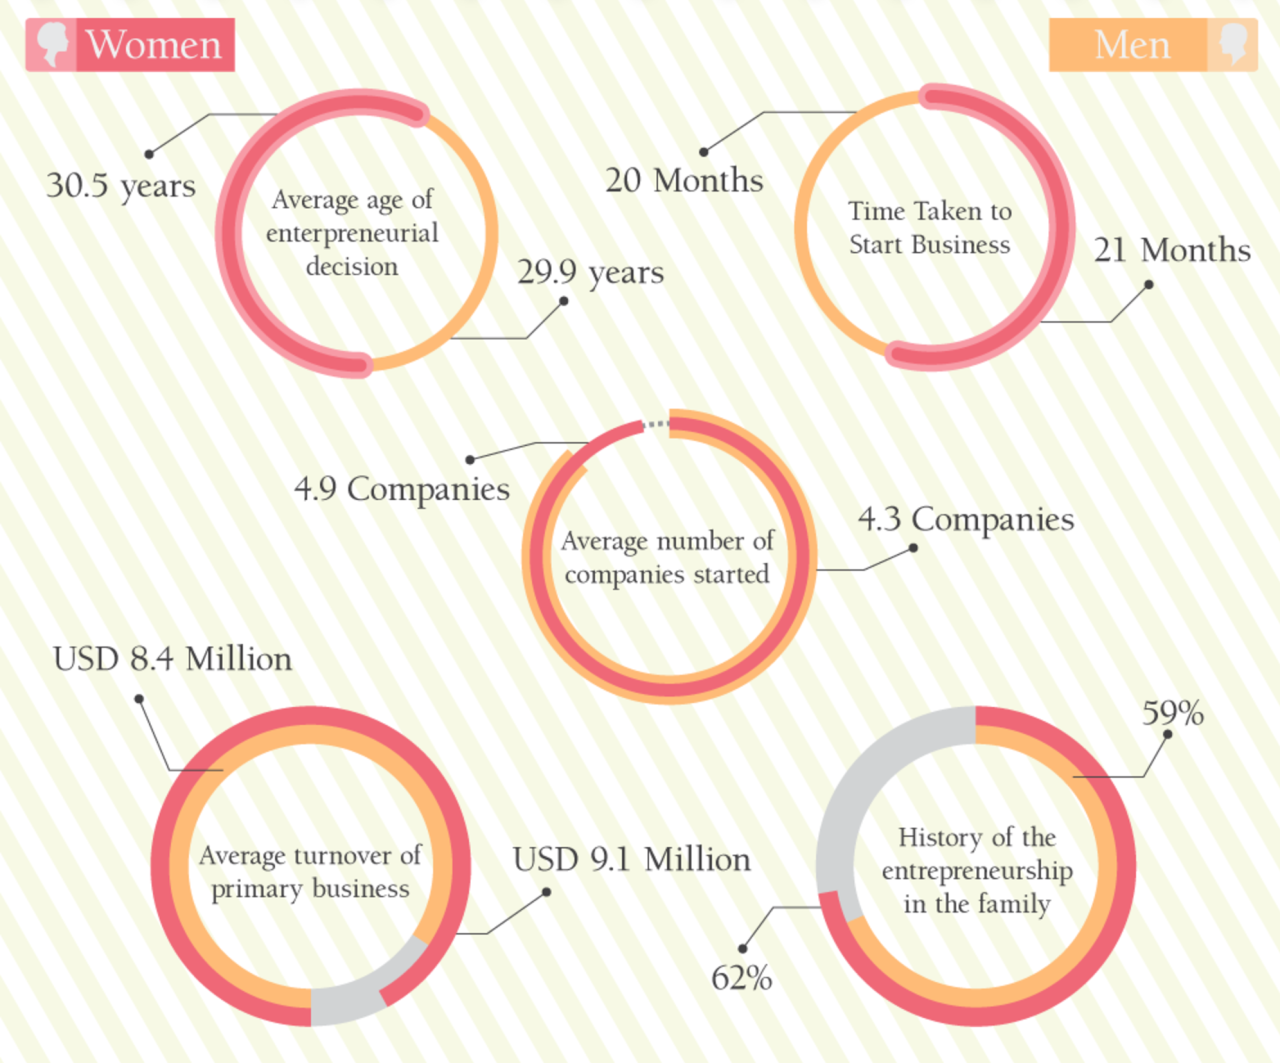 Women
Men
30.5 years
Average age of
enterpreneurial
decision
29.9 years
20 Months
Time Taken to
Start Business
21 Months
4.9 Companies
Average number of
companies started
4.3 Companies
USD 8.4 Million
Average turnover of
primary business
USD 9.1 Million
59%
History of the
entrepreneurship
in the family
62%